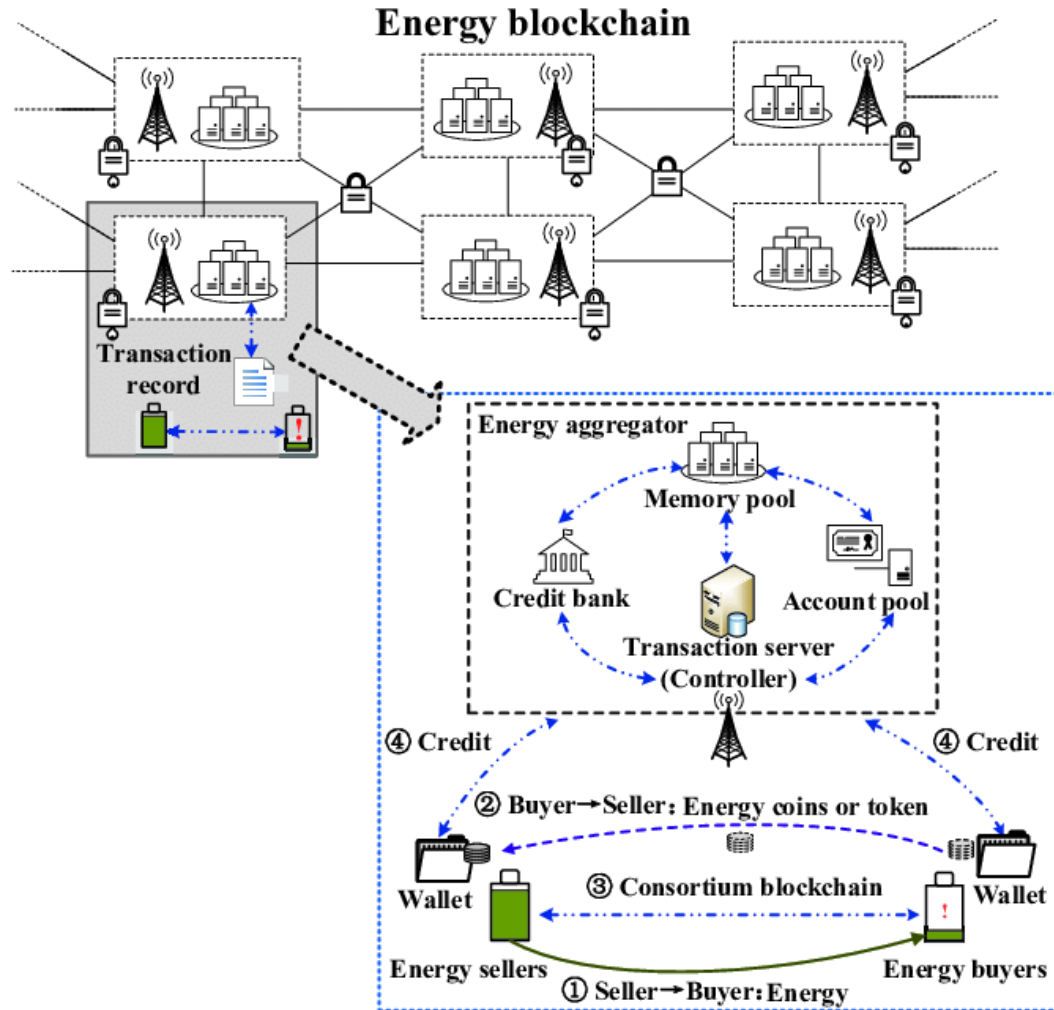 Energy blockchain
Transaction
record
Energy aggregator
Memory pool
Credit bank
Account pool
Transaction server
(Controller)
④ Credit
④ Credit
② Buyer→Seller: Energy coins or token
Wallet
③ Consortium blockchain
Wallet
Energy sellers
Energy buyers
① Seller→Buyer: Energy